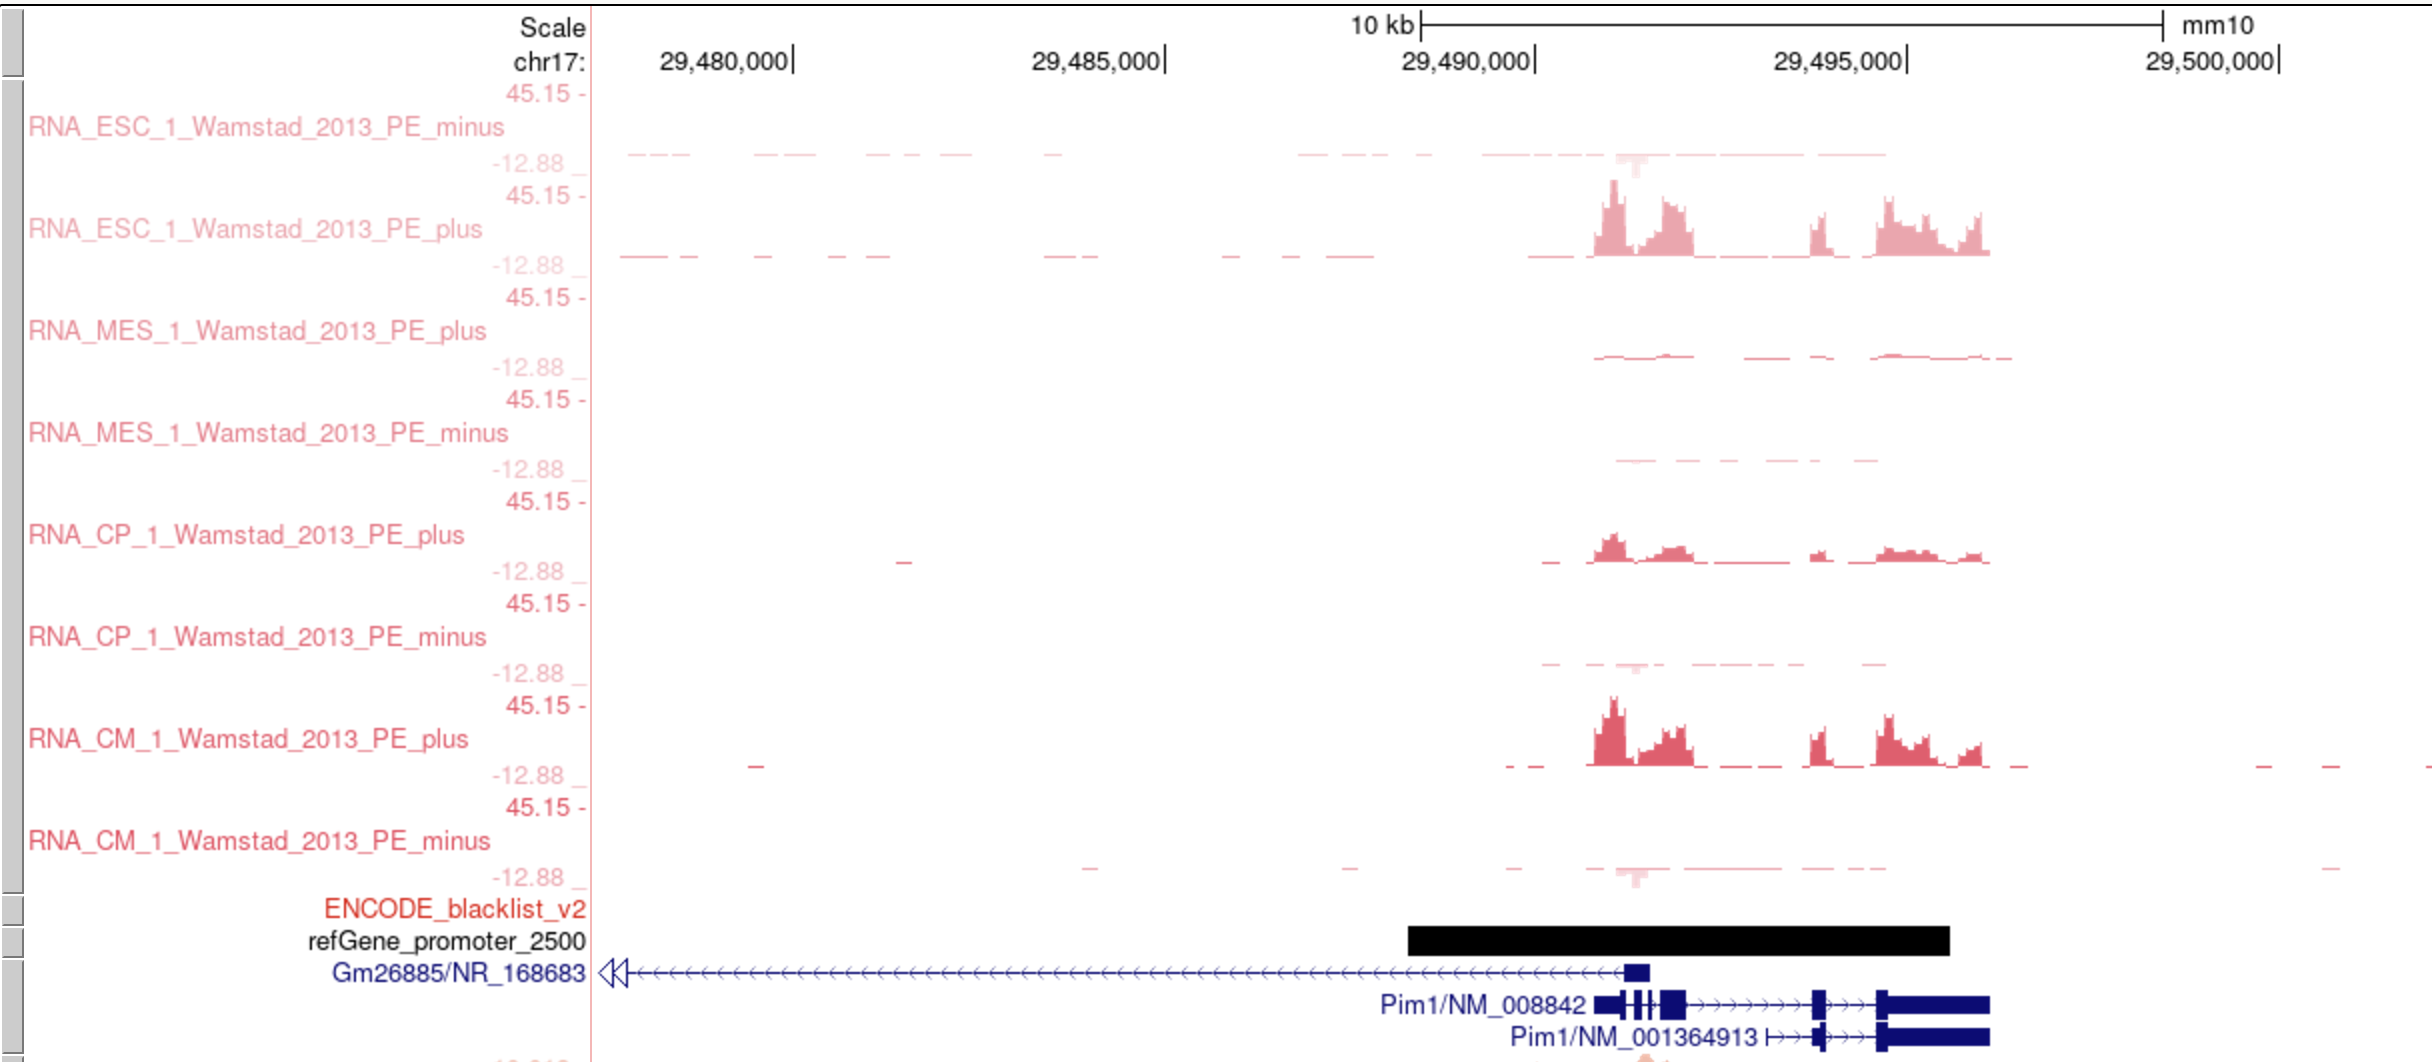 Scale 10 kb mm10
chr17: 29,480,000 29,485,000 29,490,000 29,495,000 29,500,000
45.15 -
RNA_ESC_1_Wamstad_2013_PE_minus
-12.88 _
45.15 -
RNA_ESC_1_Wamstad_2013_PE_plus
-12.88 _
45.15 -
RNA_MES_1_Wamstad_2013_PE_plus
-12.88 _
45.15 -
RNA_MES_1_Wamstad_2013_PE_minus
-12.88 _
45.15 -
RNA_CP_1_Wamstad_2013_PE_plus
-12.88 _
45.15 -
RNA_CP_1_Wamstad_2013_PE_minus
-12.88 _
45.15 -
RNA_CM_1_Wamstad_2013_PE_plus
-12.88 _
45.15 -
RNA_CM_1_Wamstad_2013_PE_minus
-12.88 _
ENCODE_blacklist_v2
refGene_promoter_2500
Gm26885/NR_168683
Pim1/NM_008842
Pim1/NM_001364913